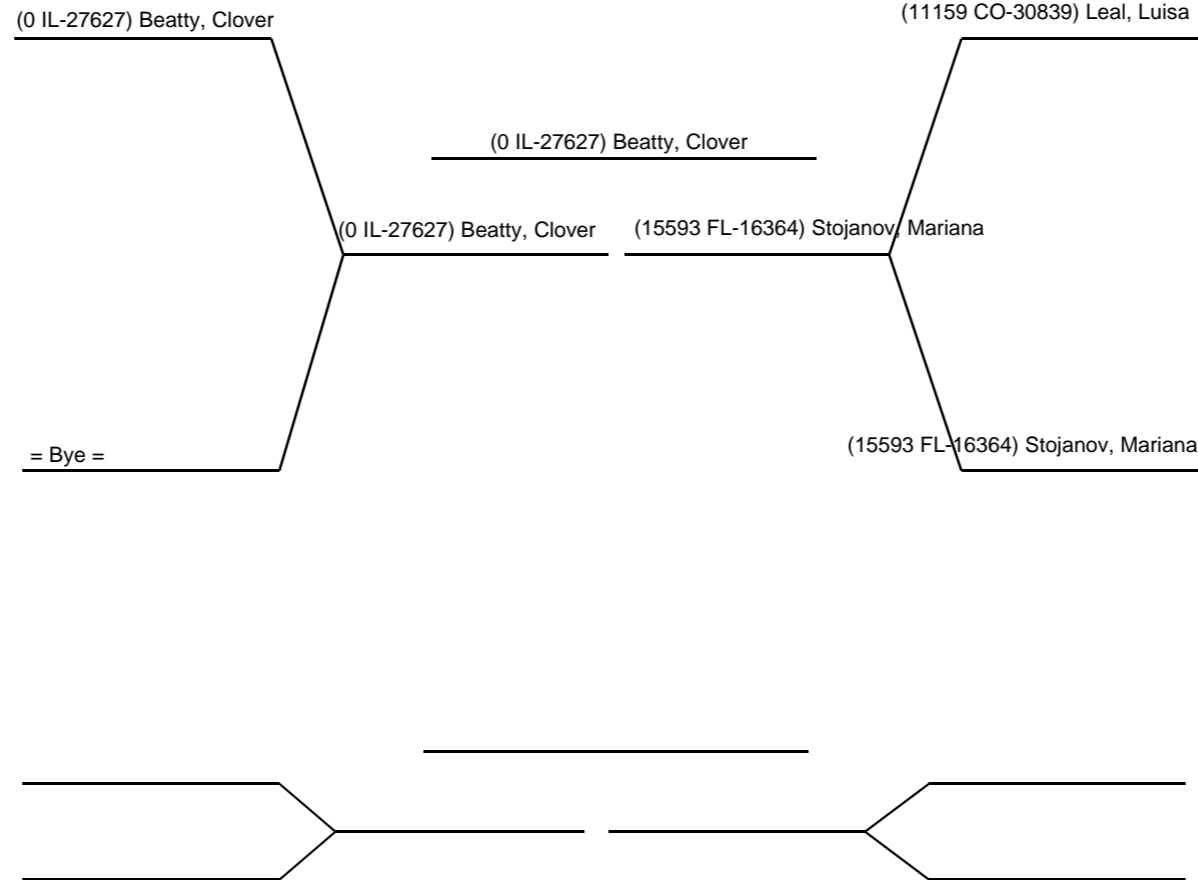 (0 IL-27627) Beatty, Clover
(11159 CO-30839) Leal, Luisa
(0 IL-27627) Beatty, Clover
(0 IL-27627) Beatty, Clover
(15593 FL-16364) Stojanov, Mariana
= Bye =
(15593 FL-16364) Stojanov, Mariana